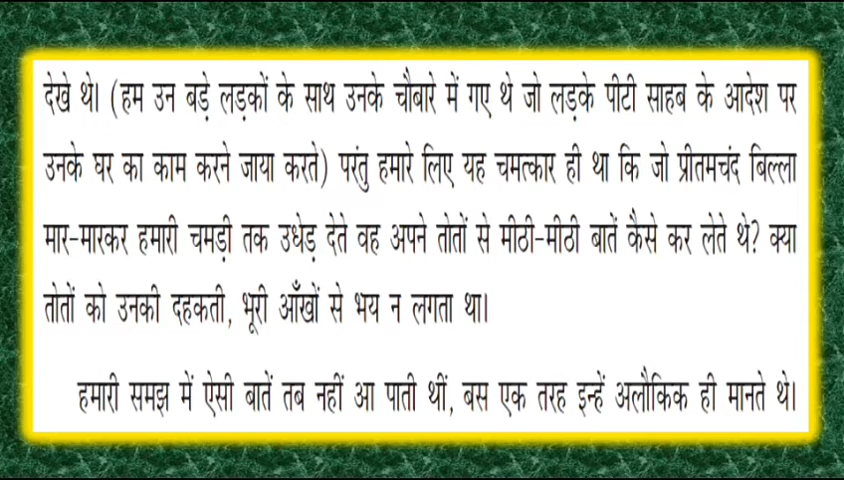 देखे थे। (हम उन बड़े लड़कों के साथ उनके चौबारे में गए थे जो लड़के पीटी साहब के आदेश पर
उनके घर का काम करने जाया करते) परंतु हमारे लिए यह चमत्कार ही था कि जो प्रीतमचंद बिल्ला
मार-मारकर हमारी चमड़ी तक उधेड़ देते वह अपने तोतों से मीठी-मीठी बातें कैसे कर लेते थे? क्या
तोतों को उनकी दहकती, भूरी आँखों से भय न लगता था।
हमारी समझ में ऐसी बातें तब नहीं आ पाती थीं, बस एक तरह इन्हें अलौकिक ही मानते थे।